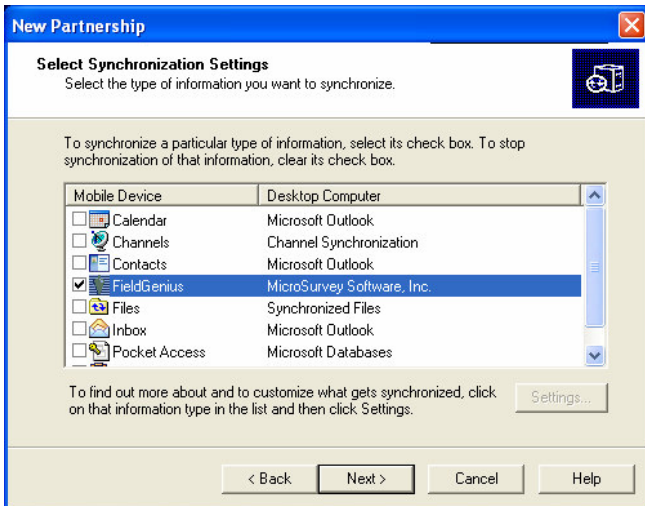 New Partnership
Select Synchronization Settings
Select the type of information you want to synchronize.
To synchronize a particular type of information, select its check box. To stop
synchronization of that information, clear its check box.
Mobile Device Desktop Computer
Calendar Microsoft Outlook
Channels Channel Synchronization
Contacts Microsoft Outlook
FieldGenius MicroSurvey Software, Inc.
Files Synchronized Files
Inbox Microsoft Outlook
Pocket Access Microsoft Databases
To find out more about and to customize what gets synchronized, click
on that information type in the list and then click Settings.
Settings...
< Back Next > Cancel Help